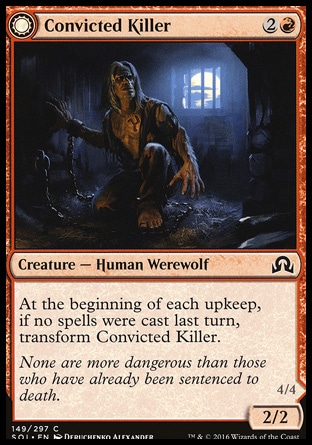 Convicted Killer 2
Creature — Human Werewolf
At the beginning of each upkeep,
if no spells were cast last turn,
transform Convicted Killer.
None are more dangerous than those
who have already been sentenced to
death.
4/4
2/2
149/297 C
SOI • EN Deruchenko Alexander
™ & © 2016 Wizards of the Coast